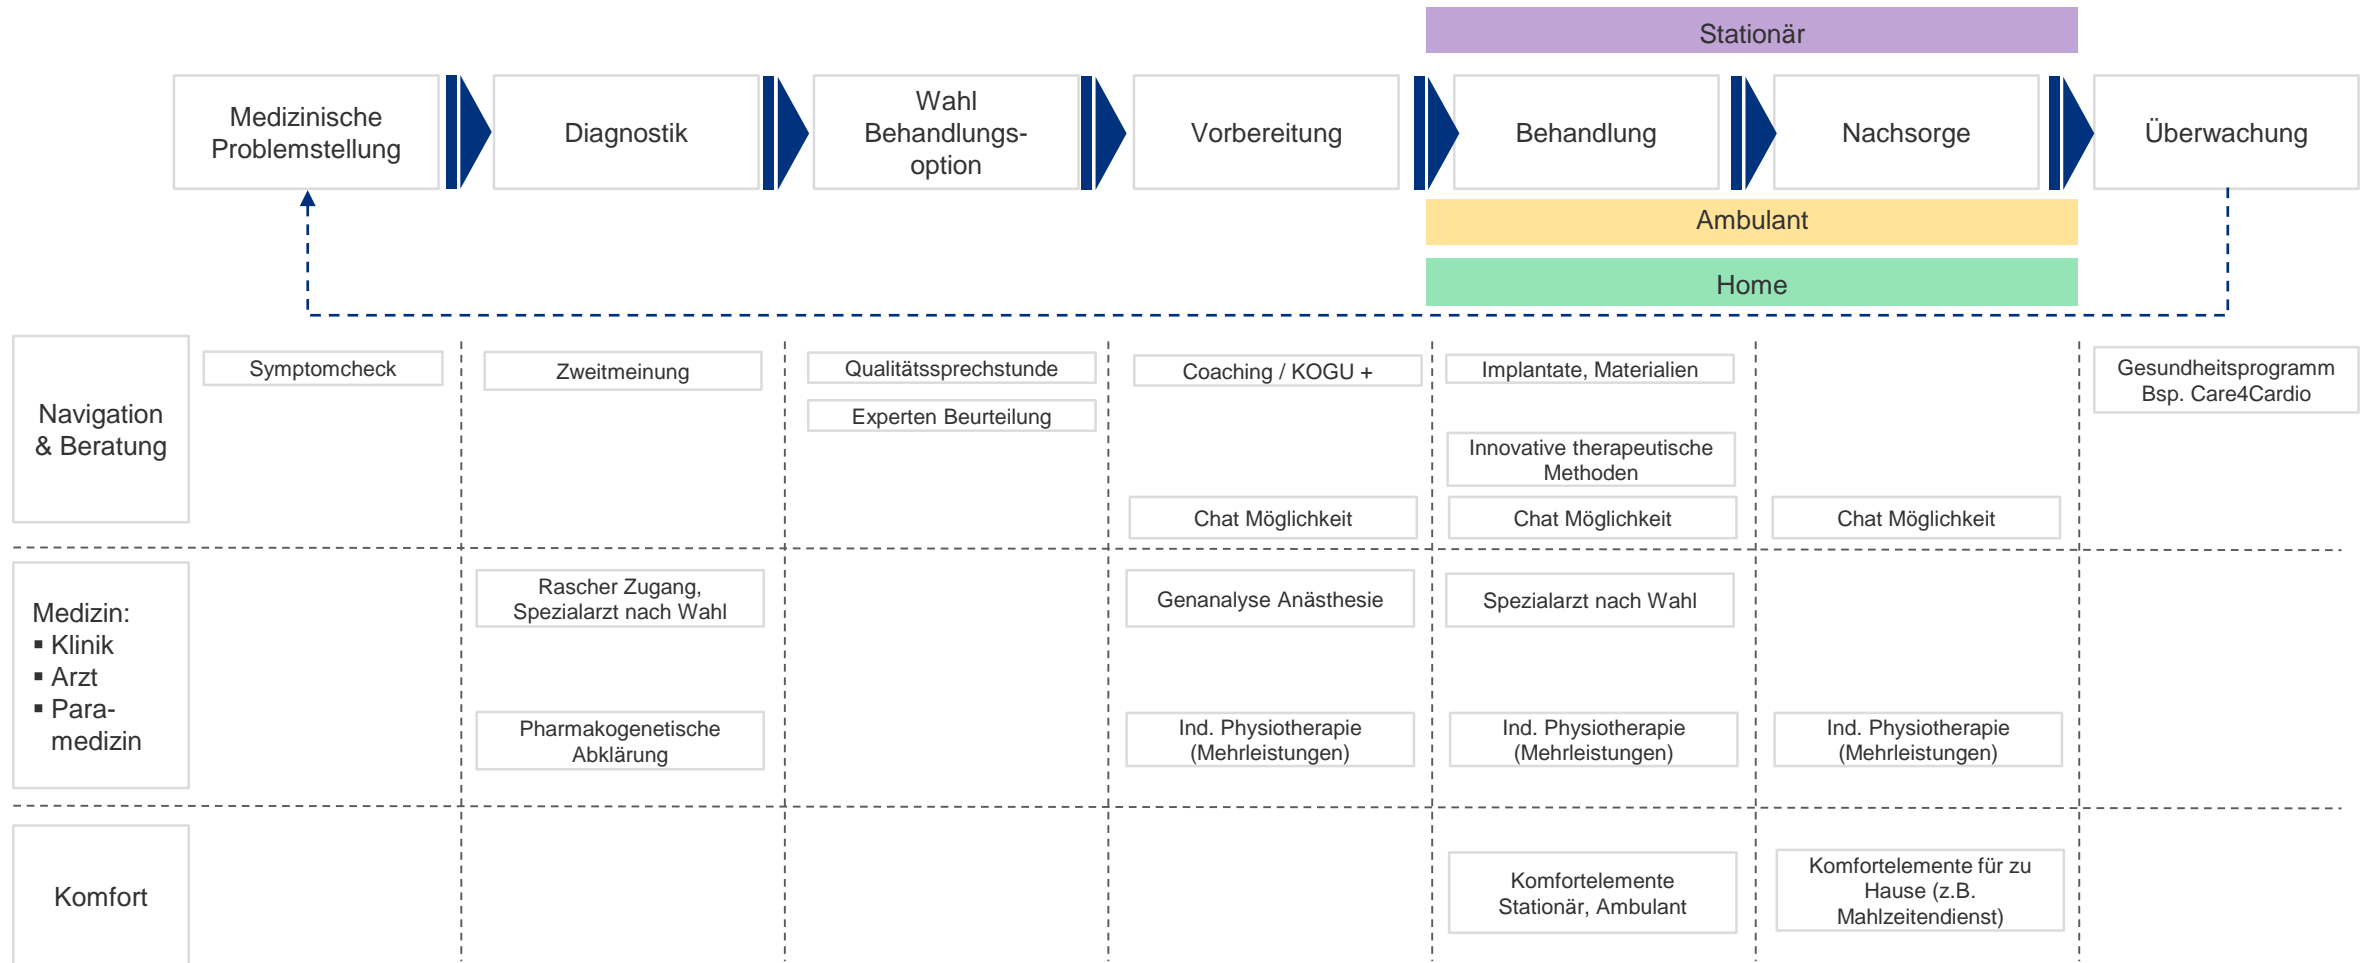 Stationär
Medizinische
Problemstellung
Diagnostik
Wahl
Behandlungs-
option
Vorbereitung
Behandlung
Nachsorge
Überwachung
Ambulant
Home
Navigation
& Beratung
Symptomcheck
Zweitmeinung
Qualitätssprechstunde
Experten Beurteilung
Coaching / KOGU +
Implantate, Materialien
Innovative therapeutische
Methoden
Gesundheitsprogramm
Bsp. Care4Cardio
Chat Möglichkeit
Chat Möglichkeit
Chat Möglichkeit
Medizin:
▪ Klinik
▪ Arzt
▪ Para-
medizin
Rascher Zugang,
Spezialarzt nach Wahl
Genanalyse Anästhesie
Spezialarzt nach Wahl
Pharmakogenetische
Abklärung
Ind. Physiotherapie
(Mehrleistungen)
Ind. Physiotherapie
(Mehrleistungen)
Ind. Physiotherapie
(Mehrleistungen)
Komfort
Komfortelemente
Stationär, Ambulant
Komfortelemente für zu
Hause (z.B.
Mahlzeitendienst)